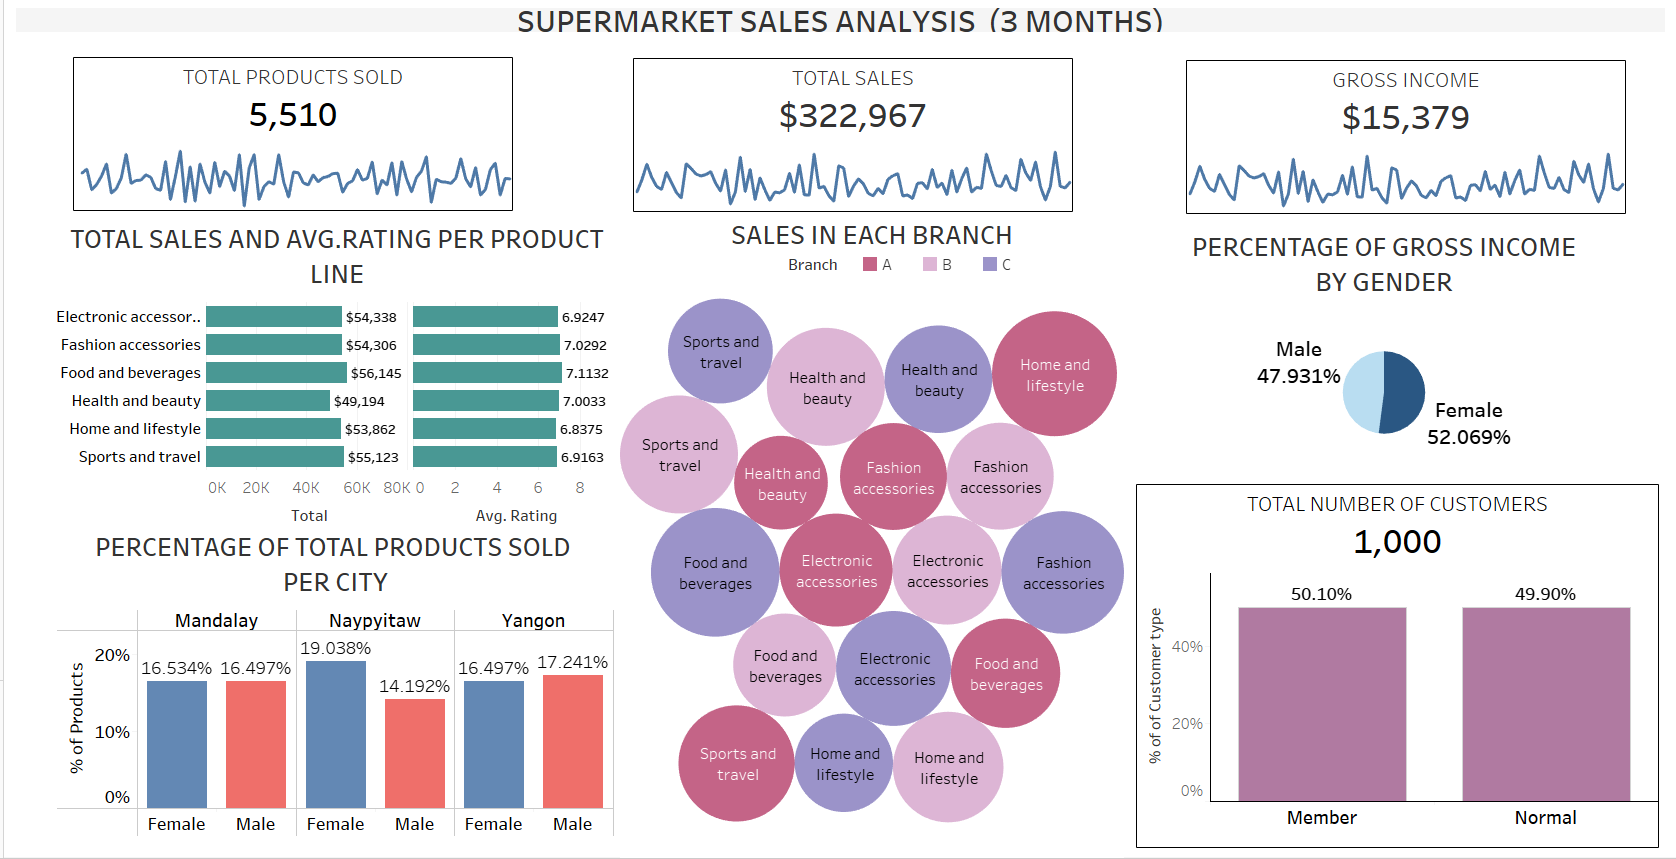 SUPERMARKET SALES ANALYSIS (3 MONTHS)
TOTAL PRODUCTS SOLD
5,510
TOTAL SALES
$322,967
GROSS INCOME
$15,379
TOTAL SALES AND AVG.RATING PER PRODUCT
LINE
Electronic accessor.. $54,338 6.9247
Fashion accessories $54,306 7.0292
Food and beverages $56,145 7.1132
Health and beauty $49,194 7.0033
Home and lifestyle $53,862 6.8375
Sports and travel $55,123 6.9163
0K 20K 40K 60K 80K 0 2 4 6 8
Total Avg. Rating
PERCENTAGE OF TOTAL PRODUCTS SOLD
PER CITY
Mandalay Naypyitaw Yangon
% of Products
20%
10%
0%
16.534% 16.497% 19.038% 14.192% 16.497% 17.241%
Female Male Female Male Female Male
SALES IN EACH BRANCH
Branch A B C
Sports and
travel
Health and
beauty
Health and
beauty
Home and
lifestyle
Sports and
travel
Health and
beauty
Fashion
accessories
Fashion
accessories
Food and
beverages
Electronic
accessories
Electronic
accessories
Fashion
accessories
Food and
beverages
Electronic
accessories
Food and
beverages
Sports and
travel
Home and
lifestyle
Home and
lifestyle
PERCENTAGE OF GROSS INCOME
BY GENDER
Male
47.931%
Female
52.069%
TOTAL NUMBER OF CUSTOMERS
1,000
% of of Customer type
40%
20%
0%
50.10% 49.90%
Member Normal